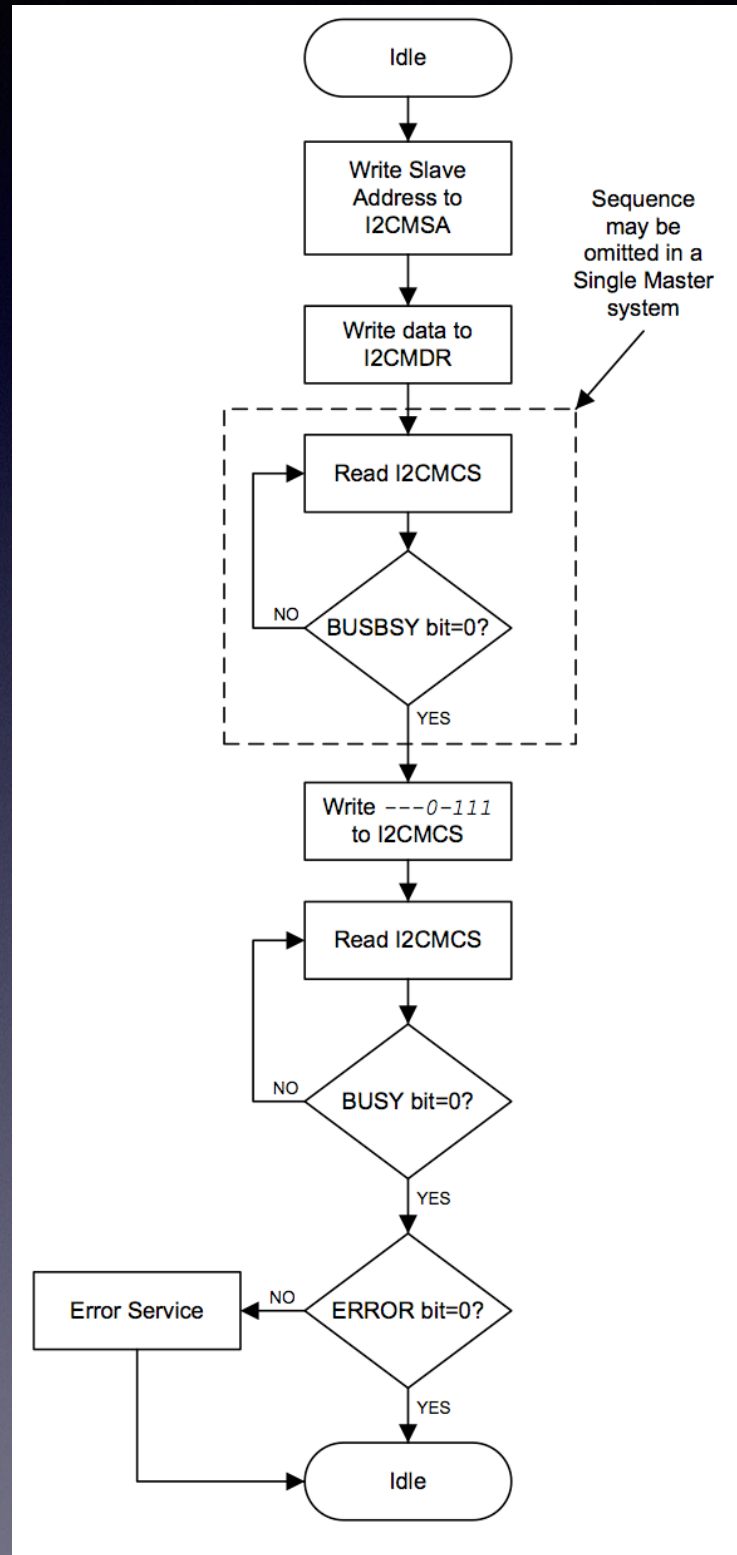 Idle
Write Slave
Address to
I2CMSA
Sequence
may be
omitted in a
Single Master
system
Write data to
I2CMDR
Read I2CMCS
NO
BUSBSY bit=0?
YES
Write ---0-111
to I2CMCS
Read I2CMCS
NO
BUSY bit=0?
YES
Error Service
NO
ERROR bit=0?
YES
Idle